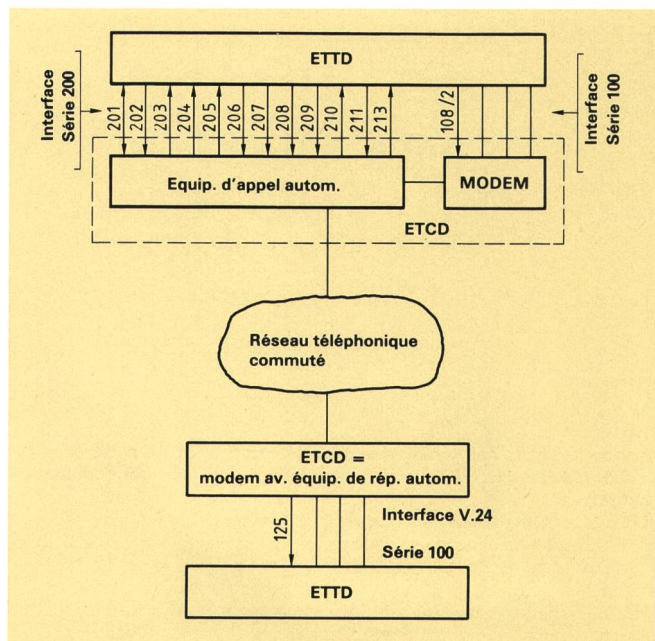 ETTD
Interface
Série 200
201
202
203
204
205
206
207
208
209
210
211
213
108/2
Interface
Série 100
Equip. d'appel autom.
MODEM
ETCD
Réseau téléphonique
commuté
ETCD =
modem av. équip. de rép. autom.
125
Interface V.24
Série 100
ETTD